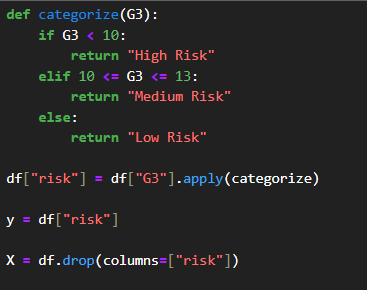 def categorize(G3):
    if G3 < 10:
        return "High Risk"
    elif 10 <= G3 <= 13:
        return "Medium Risk"
    else:
        return "Low Risk"

df["risk"] = df["G3"].apply(categorize)

y = df["risk"]

X = df.drop(columns=["risk"])